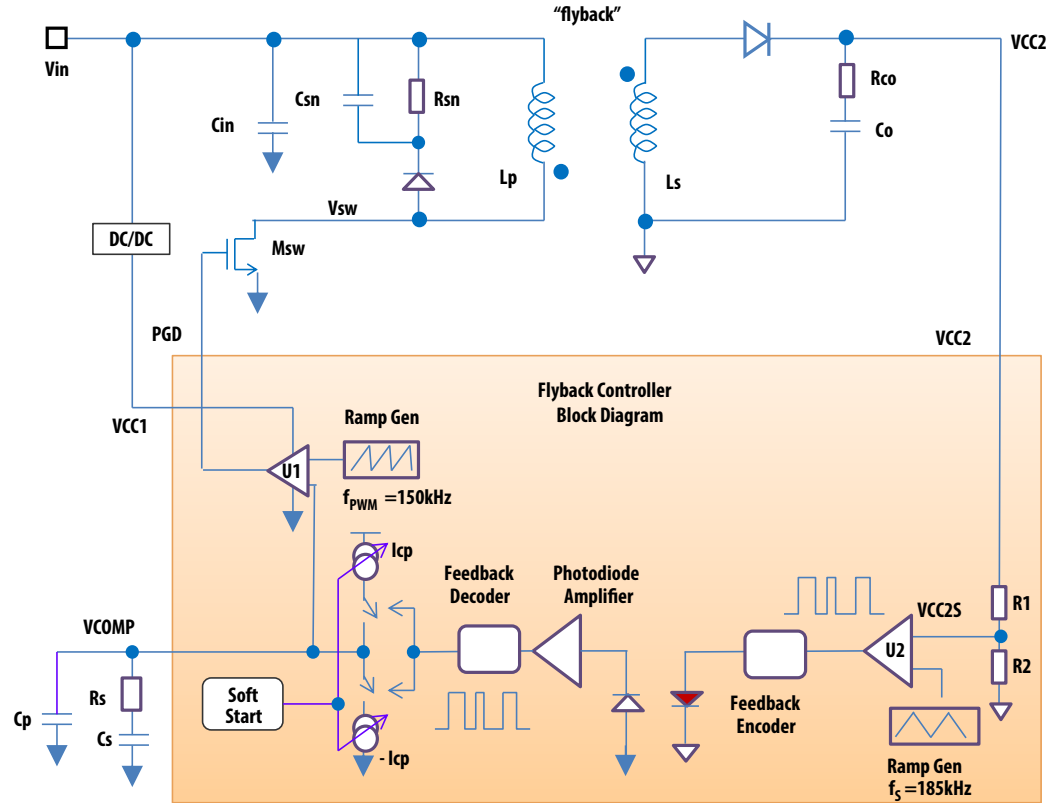 “flyback”
Vin
VCC2
Csn
Rsn
Rco
Cin
Co
Lp
Ls
Vsw
DC/DC
Msw
PGD
VCC2
Flyback Controller
Block Diagram
VCC1
Ramp Gen
U1
fPWM =150kHz
Icp
Feedback
Decoder
Photodiode
Amplifier
R1
VCC2S
VCOMP
U2
R2
Rs
Soft
Start
Cp
Feedback
Encoder
Cs
- Icp
Ramp Gen
fS =185kHz